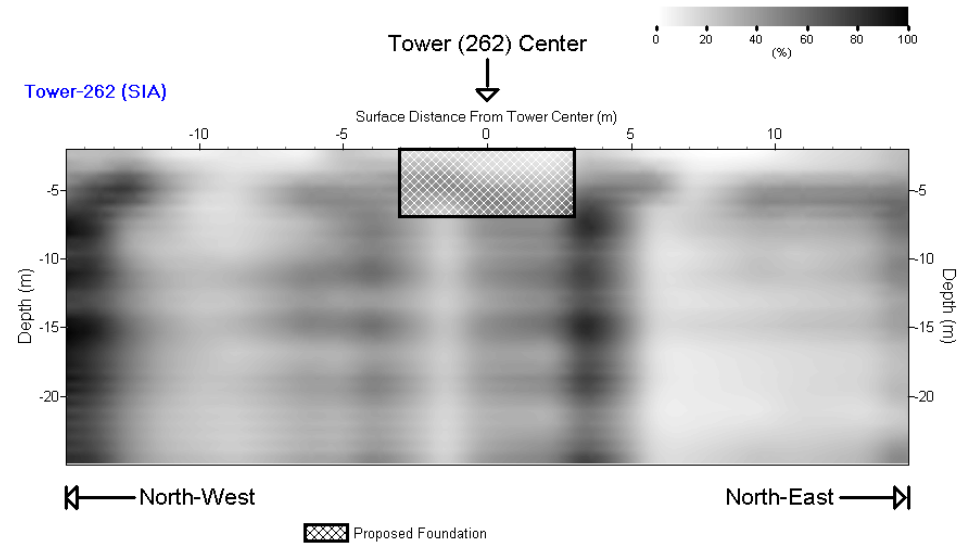 0 20 40 60 80 100
(%)
Tower (262) Center
Tower-262 (SIA)
Surface Distance From Tower Center (m)
-10 -5 0 5 10
-5 -5
-10 -10
-15 -15
-20 -20
Depth (m)
Depth (m)
North-West North-East
Proposed Foundation